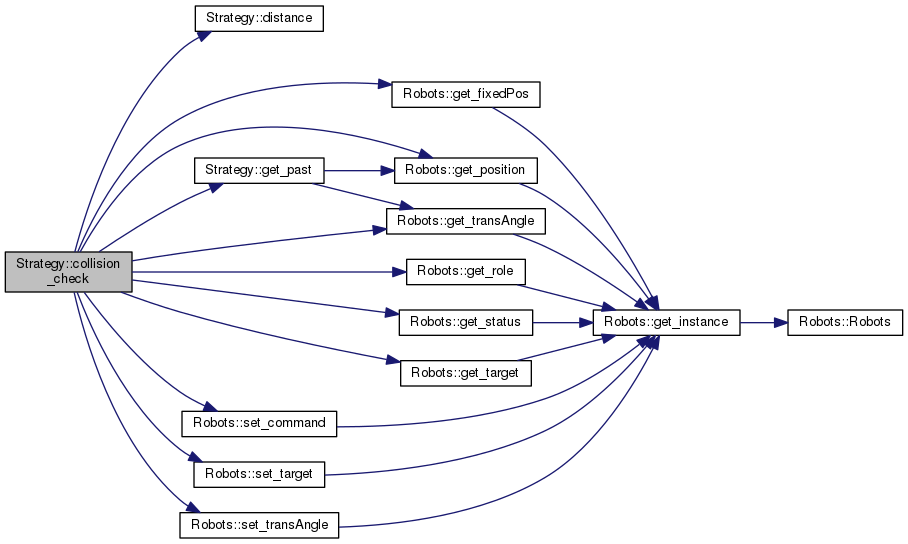 Strategy::distance
Robots::get_fixedPos
Strategy::get_past
Robots::get_position
Robots::get_transAngle
Strategy::collision
_check
Robots::get_role
Robots::get_status
Robots::get_instance
Robots::Robots
Robots::get_target
Robots::set_command
Robots::set_target
Robots::set_transAngle